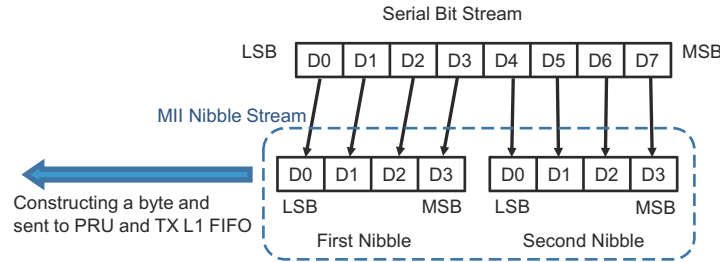 Serial Bit Stream
LSB D0 D1 D2 D3 D4 D5 D6 D7 MSB
MII Nibble Stream
D0 D1 D2 D3 D0 D1 D2 D3
Constructing a byte and
sent to PRU and TX L1 FIFO
LSB MSB LSB MSB
First Nibble Second Nibble